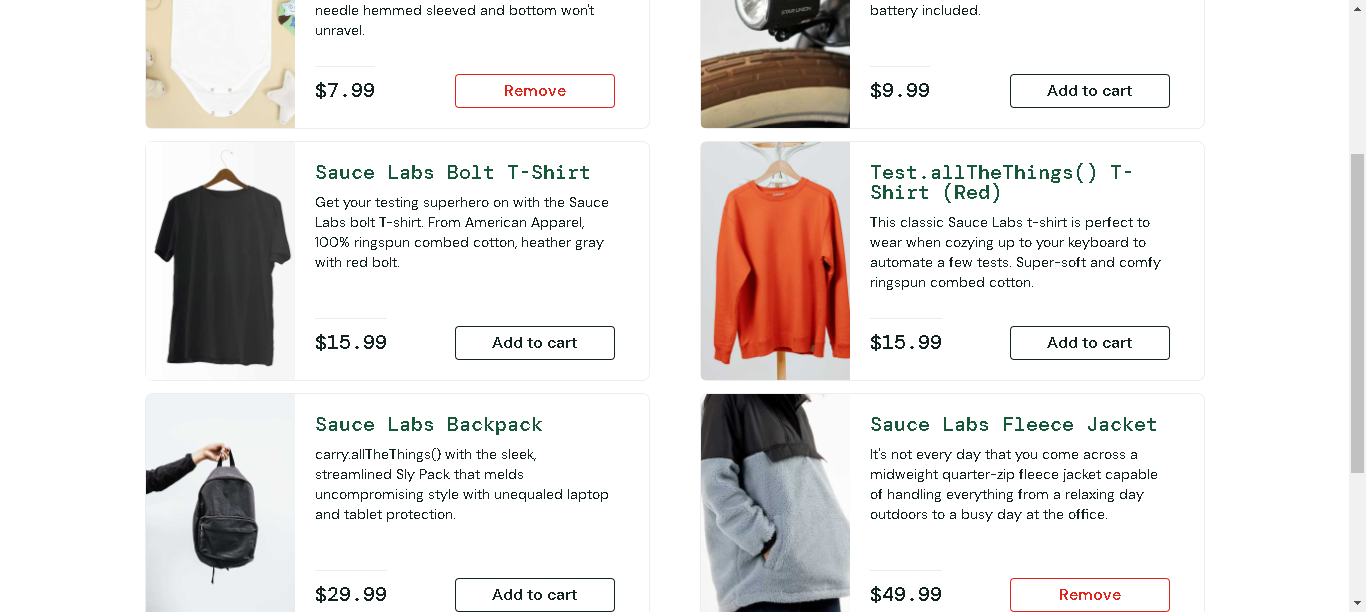 needle hemmed sleeved and bottom won't
unravel.
$7.99
Remove
STAR UNION
battery included.
$9.99
Add to cart
Sauce Labs Bolt T-Shirt
Get your testing superhero on with the Sauce
Labs bolt T-shirt. From American Apparel,
100% ringspun combed cotton, heather gray
with red bolt.
$15.99
Add to cart
Test.allTheThings() T-
Shirt (Red)
This classic Sauce Labs t-shirt is perfect to
wear when cozying up to your keyboard to
automate a few tests. Super-soft and comfy
ringspun combed cotton.
$15.99
Add to cart
Sauce Labs Backpack
carry.allTheThings() with the sleek,
streamlined Sly Pack that melds
uncompromising style with unequaled laptop
and tablet protection.
$29.99
Add to cart
Sauce Labs Fleece Jacket
It's not every day that you come across a
midweight quarter-zip fleece jacket capable
of handling everything from a relaxing day
outdoors to a busy day at the office.
$49.99
Remove